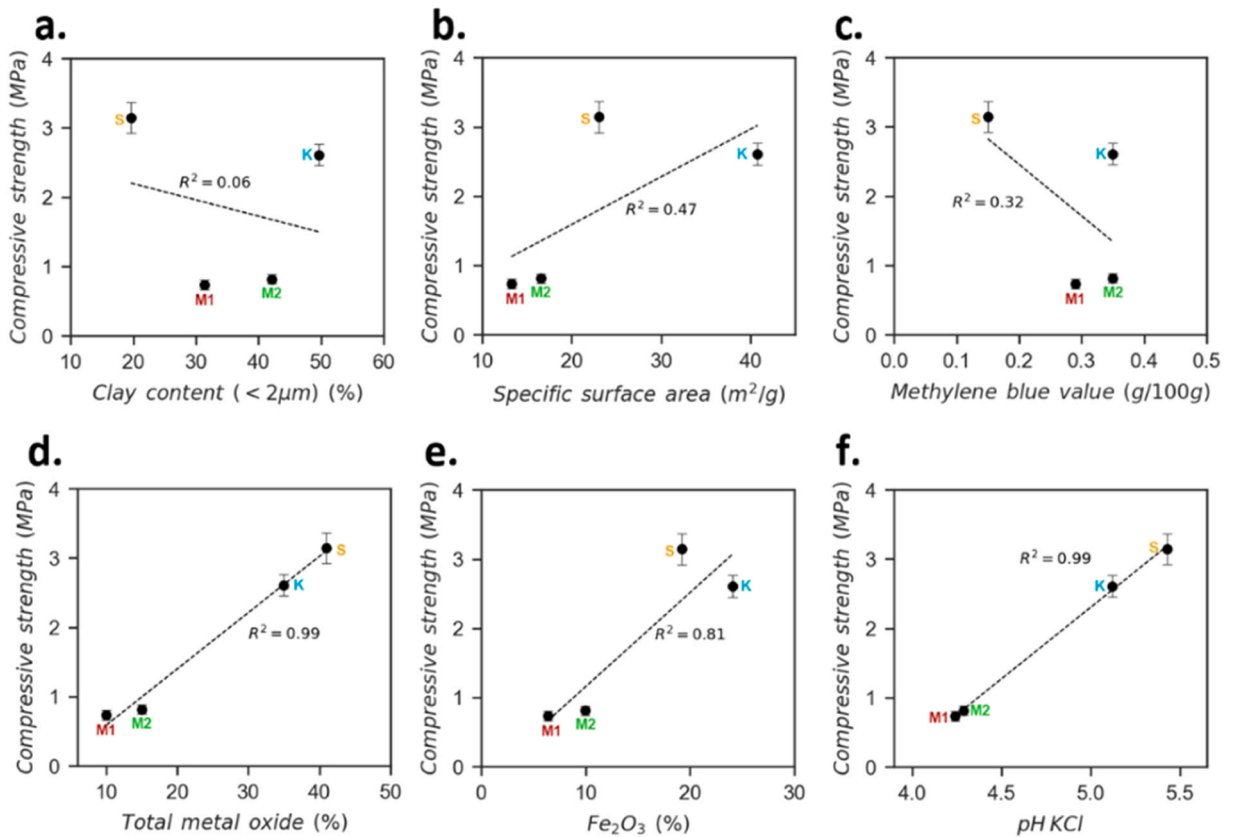 a.
Compressive strength (MPa)
4
3
2
1
0
S
K
R² = 0.06
M1
M2
10 20 30 40 50 60
Clay content (< 2μm) (%)
b.
Compressive strength (MPa)
4
3
2
1
0
S
K
R² = 0.47
M1 M2
10 20 30 40
Specific surface area (m²/g)
c.
Compressive strength (MPa)
4
3
2
1
0
S
K
R² = 0.32
M1 M2
0.0 0.1 0.2 0.3 0.4 0.5
Methylene blue value (g/100g)
d.
Compressive strength (MPa)
4
3
2
1
0
S
K
R² = 0.99
M1 M2
10 20 30 40 50
Total metal oxide (%)
e.
Compressive strength (MPa)
4
3
2
1
0
S
K
R² = 0.81
M1 M2
0 10 20 30
Fe₂O₃ (%)
f.
Compressive strength (MPa)
4
3
2
1
0
S
R² = 0.99
K
M1 M2
4.0 4.5 5.0 5.5
pH KCl